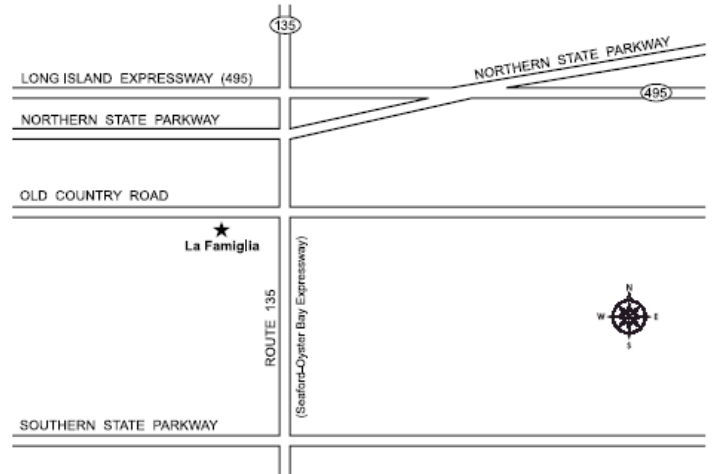 135
NORTHERN STATE PARKWAY
LONG ISLAND EXPRESSWAY (495)
495
NORTHERN STATE PARKWAY
OLD COUNTRY ROAD
La Famiglia
ROUTE 135
(Seaford-Oyster Bay Expressway)
N
W
E
S
SOUTHERN STATE PARKWAY